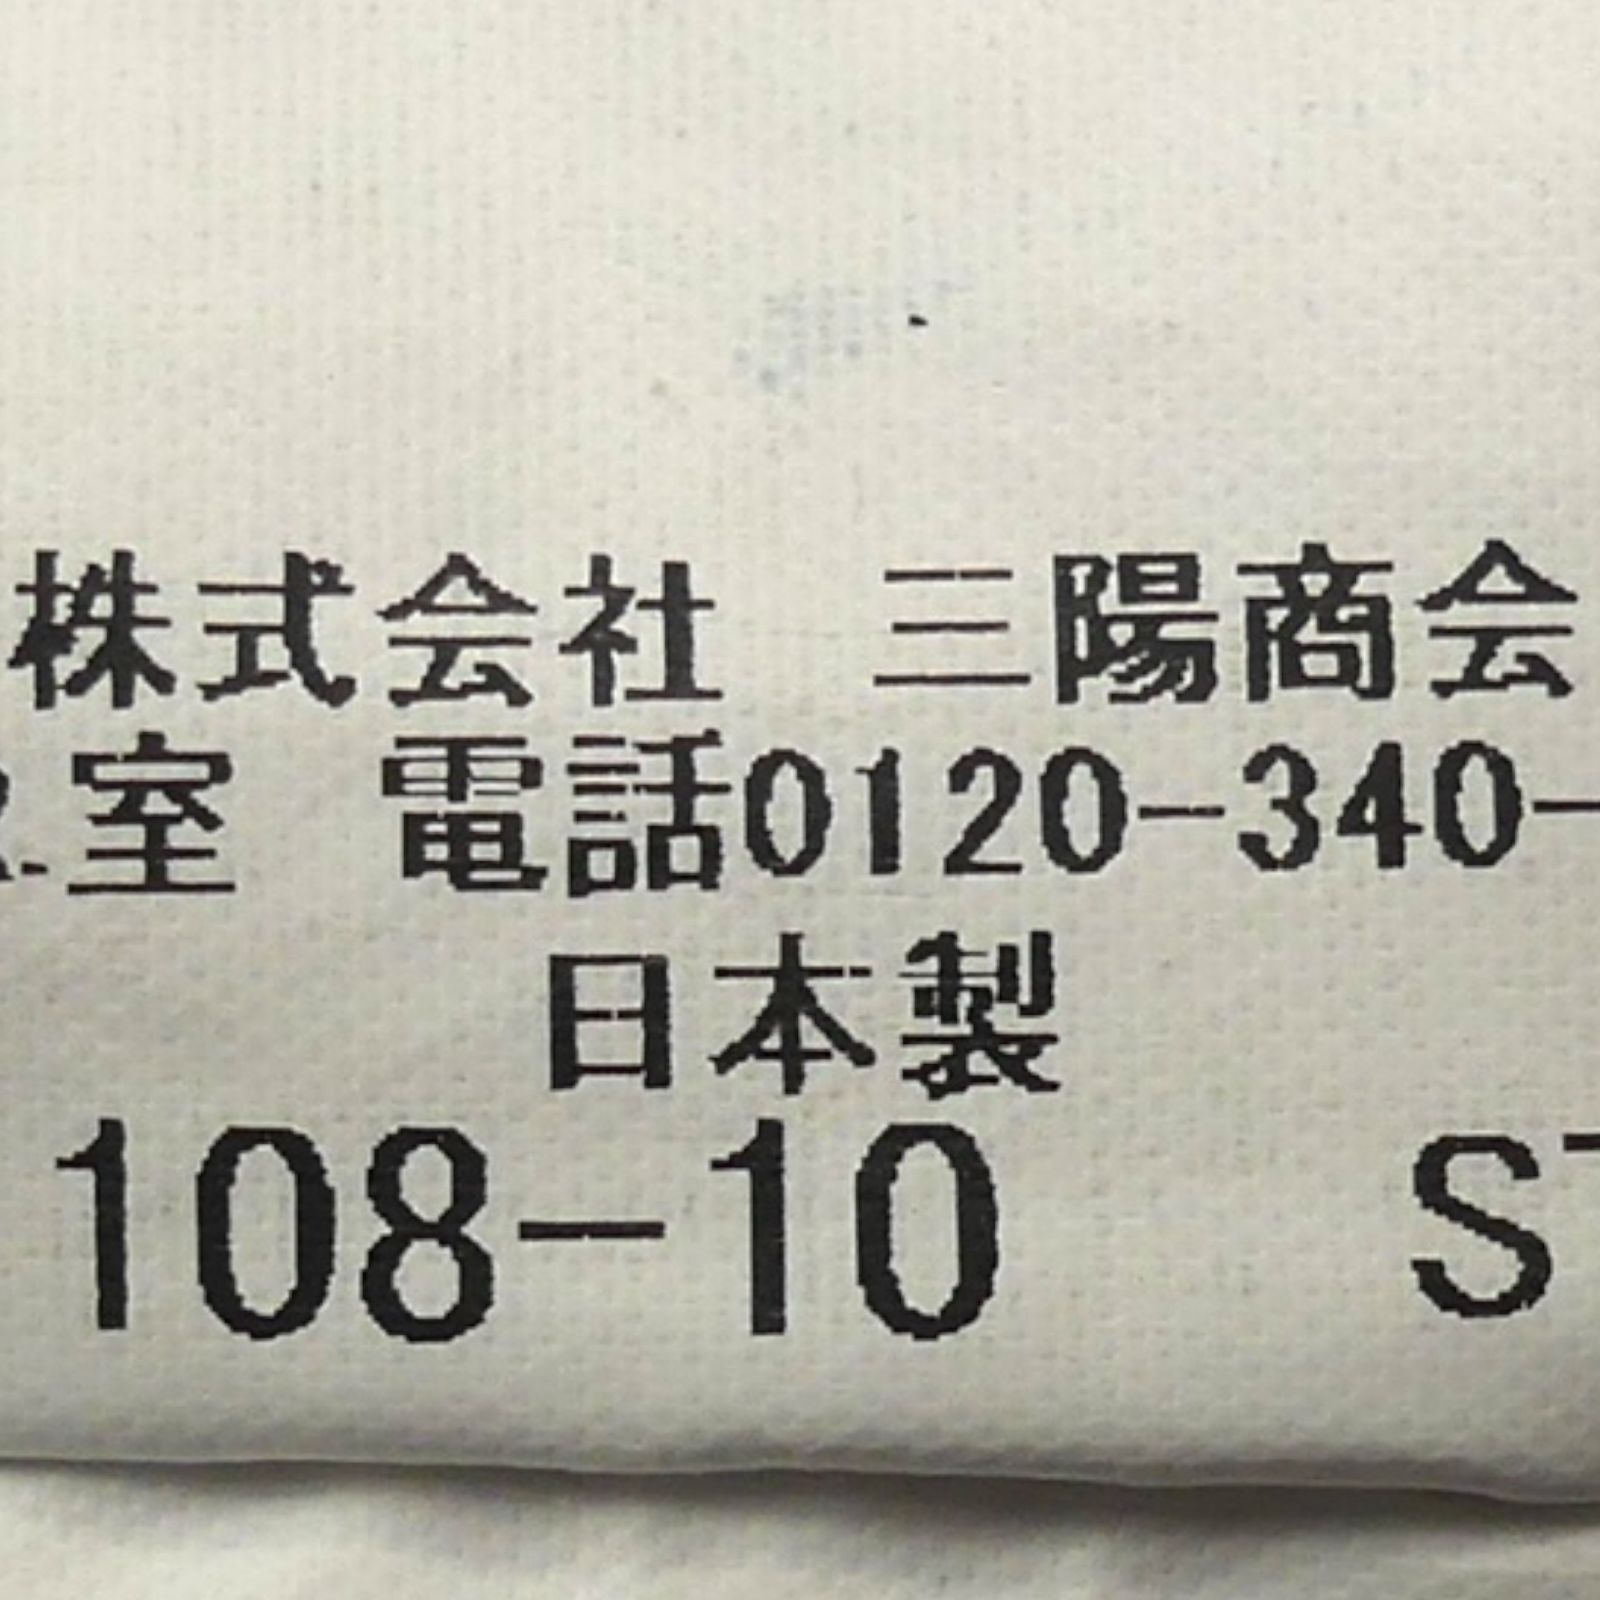 株式会社 三陽商会
室 電話0120-340-
日本製
108-10 S